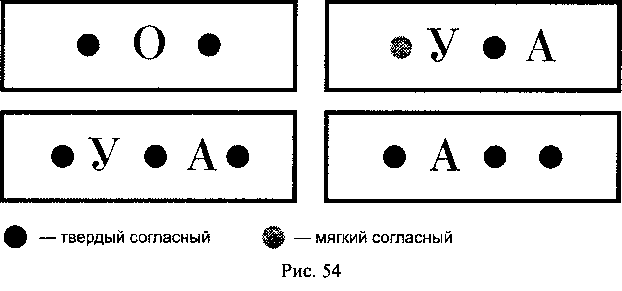 О
У А
У А
А
— твердый согласный
— мягкий согласный
Рис. 54